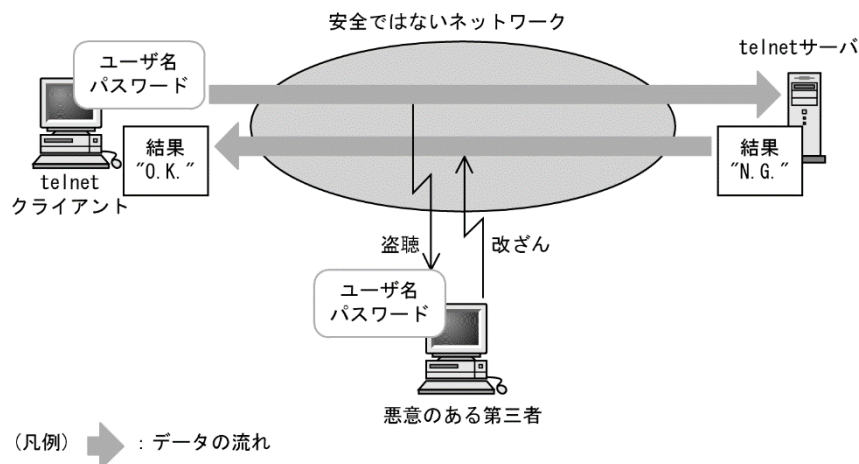 安全ではないネットワーク
telnetサーバ
ユーザ名
パスワード
結果
"O.K."
結果
"N.G."
telnet
クライアント
盗聴
改ざん
ユーザ名
パスワード
悪意のある第三者
(凡例) : データの流れ